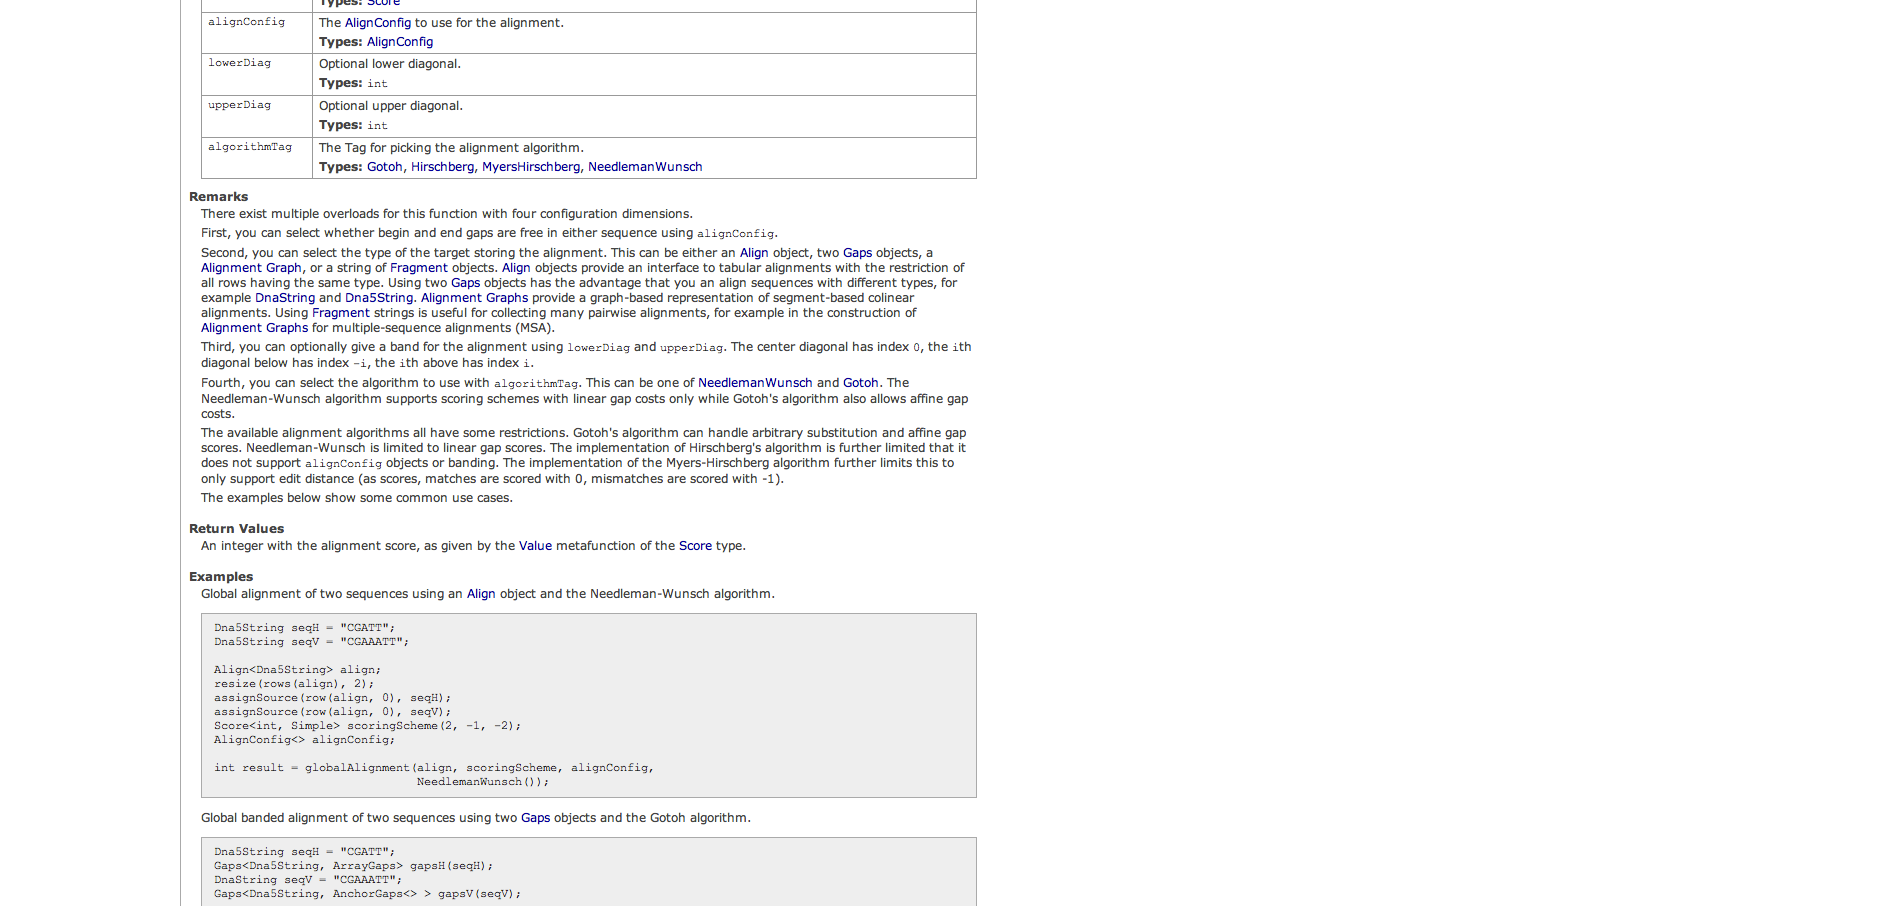 Types: Score
alignConfig
The AlignConfig to use for the alignment.
Types: AlignConfig
lowerDiag
Optional lower diagonal.
Types: int
upperDiag
Optional upper diagonal.
Types: int
algorithmTag
The Tag for picking the alignment algorithm.
Types: Gotoh, Hirschberg, MyersHirschberg, NeedlemanWunsch
Remarks
There exist multiple overloads for this function with four configuration dimensions.
First, you can select whether begin and end gaps are free in either sequence using alignConfig.
Second, you can select the type of the target storing the alignment. This can be either an Align object, two Gaps objects, a
Alignment Graph, or a string of Fragment objects. Align objects provide an interface to tabular alignments with the restriction of
all rows having the same type. Using two Gaps objects has the advantage that you an align sequences with different types, for
example DnaString and Dna5String. Alignment Graphs provide a graph-based representation of segment-based colinear
alignments. Using Fragment strings is useful for collecting many pairwise alignments, for example in the construction of
Alignment Graphs for multiple-sequence alignments (MSA).
Third, you can optionally give a band for the alignment using lowerDiag and upperDiag. The center diagonal has index 0, the ith
diagonal below has index -i, the ith above has index i.
Fourth, you can select the algorithm to use with algorithmTag. This can be one of NeedlemanWunsch and Gotoh. The
Needleman-Wunsch algorithm supports scoring schemes with linear gap costs only while Gotoh's algorithm also allows affine gap
costs.
The available alignment algorithms all have some restrictions. Gotoh's algorithm can handle arbitrary substitution and affine gap
scores. Needleman-Wunsch is limited to linear gap scores. The implementation of Hirschberg's algorithm is further limited that it
does not support alignConfig objects or banding. The implementation of the Myers-Hirschberg algorithm further limits this to
only support edit distance (as scores, matches are scored with 0, mismatches are scored with -1).
The examples below show some common use cases.
Return Values
An integer with the alignment score, as given by the Value metafunction of the Score type.
Examples
Global alignment of two sequences using an Align object and the Needleman-Wunsch algorithm.
Dna5String seqH = "CGATT";
Dna5String seqV = "CGAAATT";
Align<Dna5String> align;
resize(rows(align), 2);
assignSource(row(align, 0), seqH);
assignSource(row(align, 0), seqV);
Score<int, Simple> scoringScheme(2, -1, -2);
AlignConfig<> alignConfig;
int result = globalAlignment(align, scoringScheme, alignConfig,
NeedlemanWunsch());
Global banded alignment of two sequences using two Gaps objects and the Gotoh algorithm.
Dna5String seqH = "CGATT";
Gaps<Dna5String, ArrayGaps> gapsH(seqH);
DnaString seqV = "CGAAATT";
Gaps<Dna5String, AnchorGaps<> > gapsV(seqV);